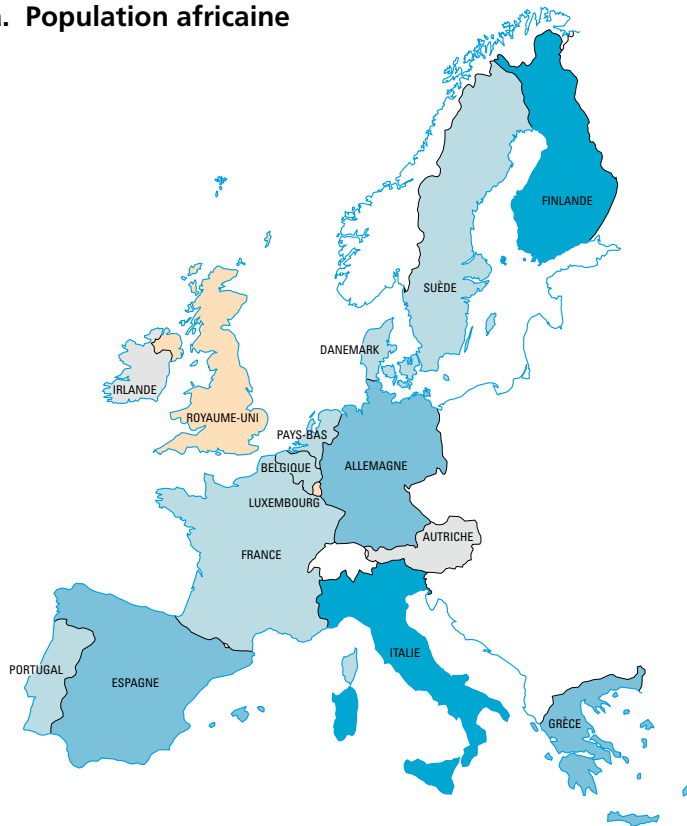 . Population africaine
FINLANDE
SUÈDE
DANEMARK
IRLANDE
ROYAUME-UNI
PAYS-BAS
BELGIQUE
ALLEMAGNE
LUXEMBOURG
AUTRICHE
FRANCE
ITALIE
PORTUGAL
ESPAGNE
GRÈCE